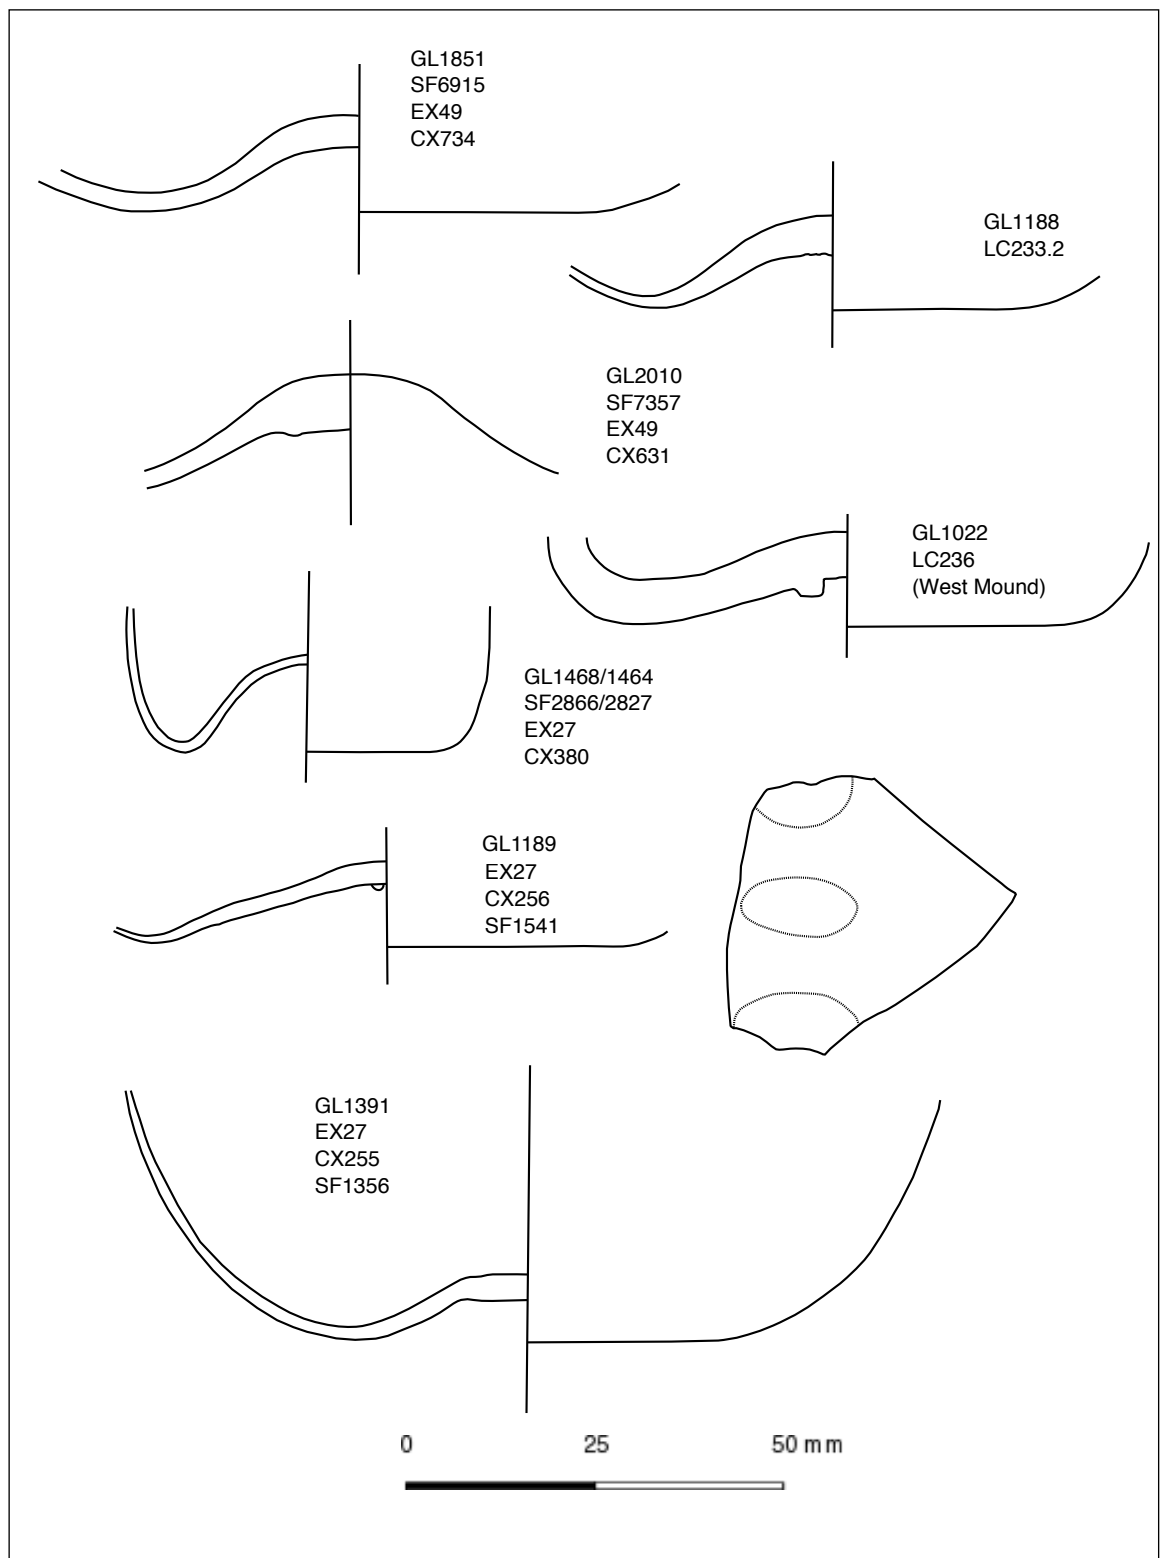 GL1851
SF6915
EX49
CX734
GL1188
LC233.2
GL2010
SF7357
EX49
CX631
GL1022
LC236
(West Mound)
GL1468/1464
SF2866/2827
EX27
CX380
GL1189
EX27
CX256
SF1541
GL1391
EX27
CX255
SF1356
0 25 50 mm